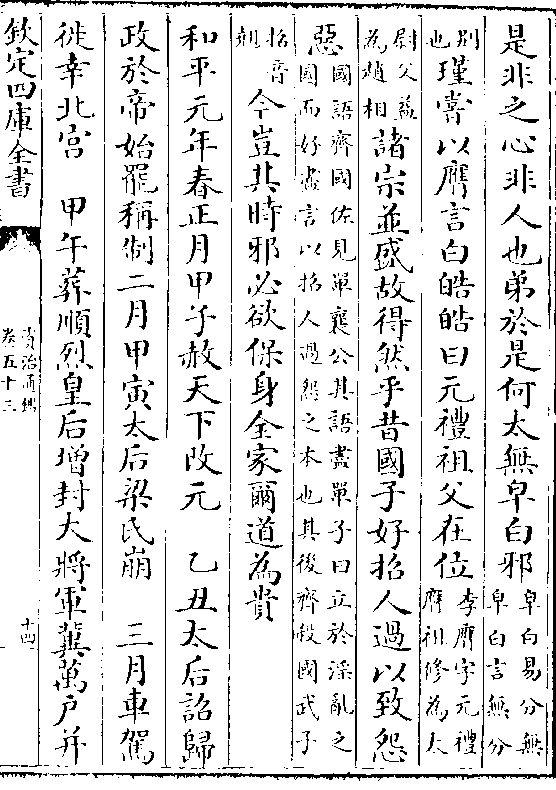 是非之心非人也弟於是何太無皁白邪皁白易分無皁白言無分
別也瑾嘗以膺言白皓皓曰元禮祖父在位李膺字元禮膺祖修為太
尉父益為趙相諸宗並盛故得然乎昔國子好招人過以致怨
惡國語齊國佐見單襄公其語盡單子曰立於淫亂之國而好盡言以招人過怨之本也其後齊殺國武子
招音翹今豈其時邪必欲保身全家爾道為貴
和平元年春正月甲子赦天下改元　乙丑太后詔歸
政於帝始罷稱制二月甲寅太后梁氏崩　三月車駕
徙幸北宮　甲午葬順烈皇后增封大將軍冀萬戶并
欽定四庫全書
資治通鑑
卷五十三
十四